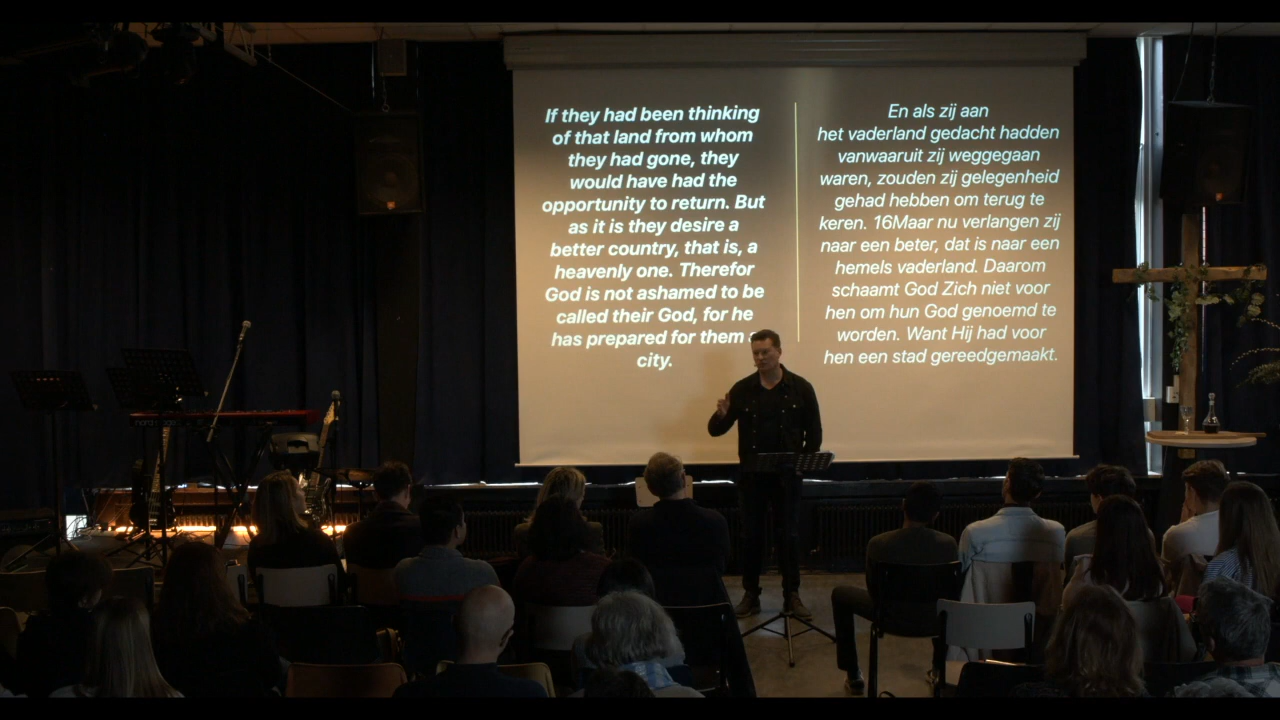 If they had been thinking
of that land from whom
they had gone, they
would have had the
opportunity to return. But
as it is they desire a
better country, that is, a
heavenly one. Therefor
God is not ashamed to be
called their God, for he
has prepared for them a
city.
En als zij aan
het vaderland gedacht hadden
vanwaaruit zij weggegaan
waren, zouden zij gelegenheid
gehad hebben om terug te
keren. 16Maar nu verlangen zij
naar een beter, dat is naar een
hemels vaderland. Daarom
schaamt God Zich niet voor
hen om hun God genoemd te
worden. Want Hij had voor
hen een stad gereedgemaakt.
nord